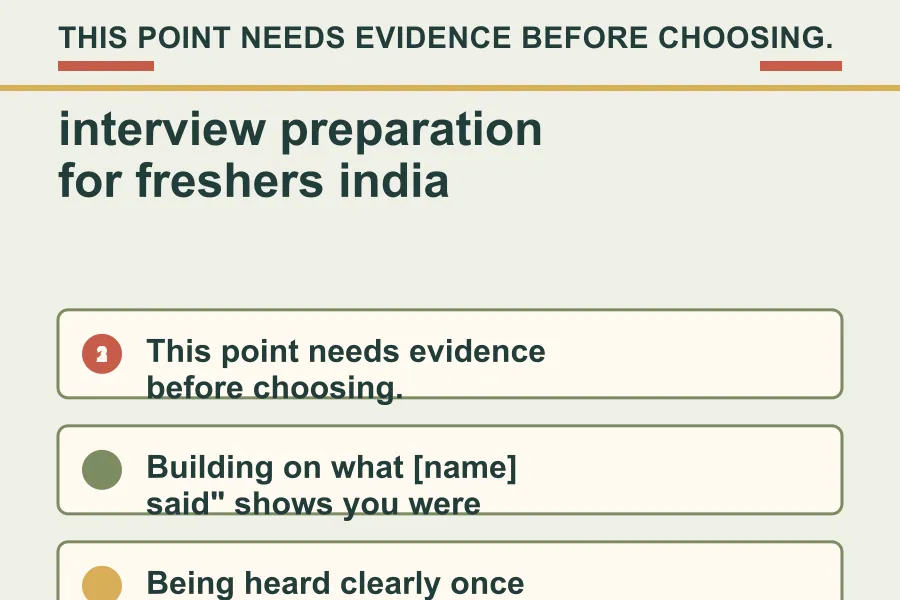 THIS POINT NEEDS EVIDENCE BEFORE CHOOSING.
interview preparation
for freshers india
This point needs evidence
before choosing.
Building on what [name]
said" shows you were
Being heard clearly once